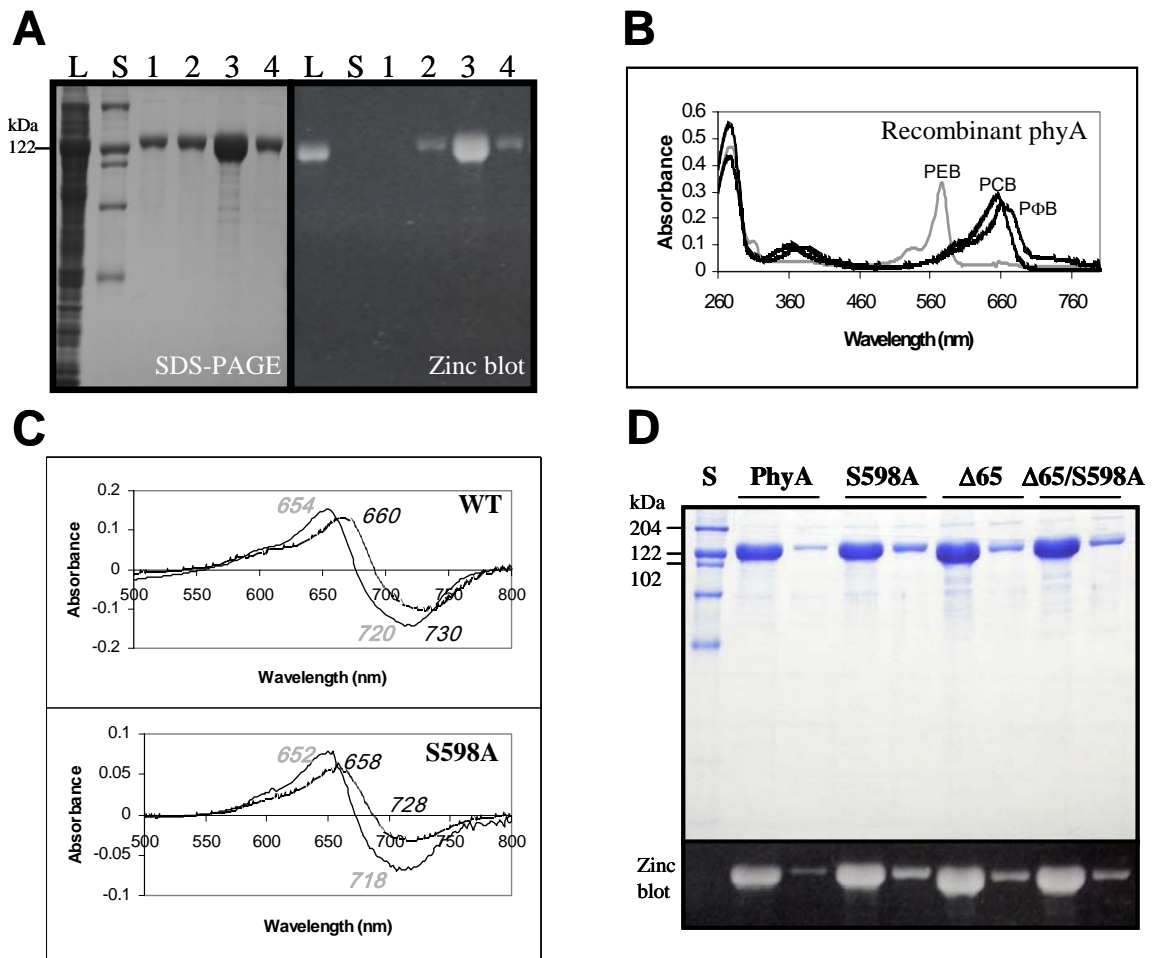 A
L S 1 2 3 4 L S 1 2 3 4
kDa
122
SDS-PAGE
Zinc blot
B
Recombinant phyA
PEB
PCB
PΦB
0.6
0.5
0.4
0.3
0.2
0.1
0
260 360 460 560 660 760
Absorbance
Wavelength (nm)
C
WT
654
660
720
730
0.2
0.1
0
-0.1
-0.2
500 550 600 650 700 750 800
Absorbance
Wavelength (nm)
S598A
652
658
728
718
0.1
0.05
0
-0.05
-0.1
500 550 600 650 700 750 800
Absorbance
Wavelength (nm)
D
S PhyA S598A Δ65 Δ65/S598A
kDa
204
122
102
Zinc
blot